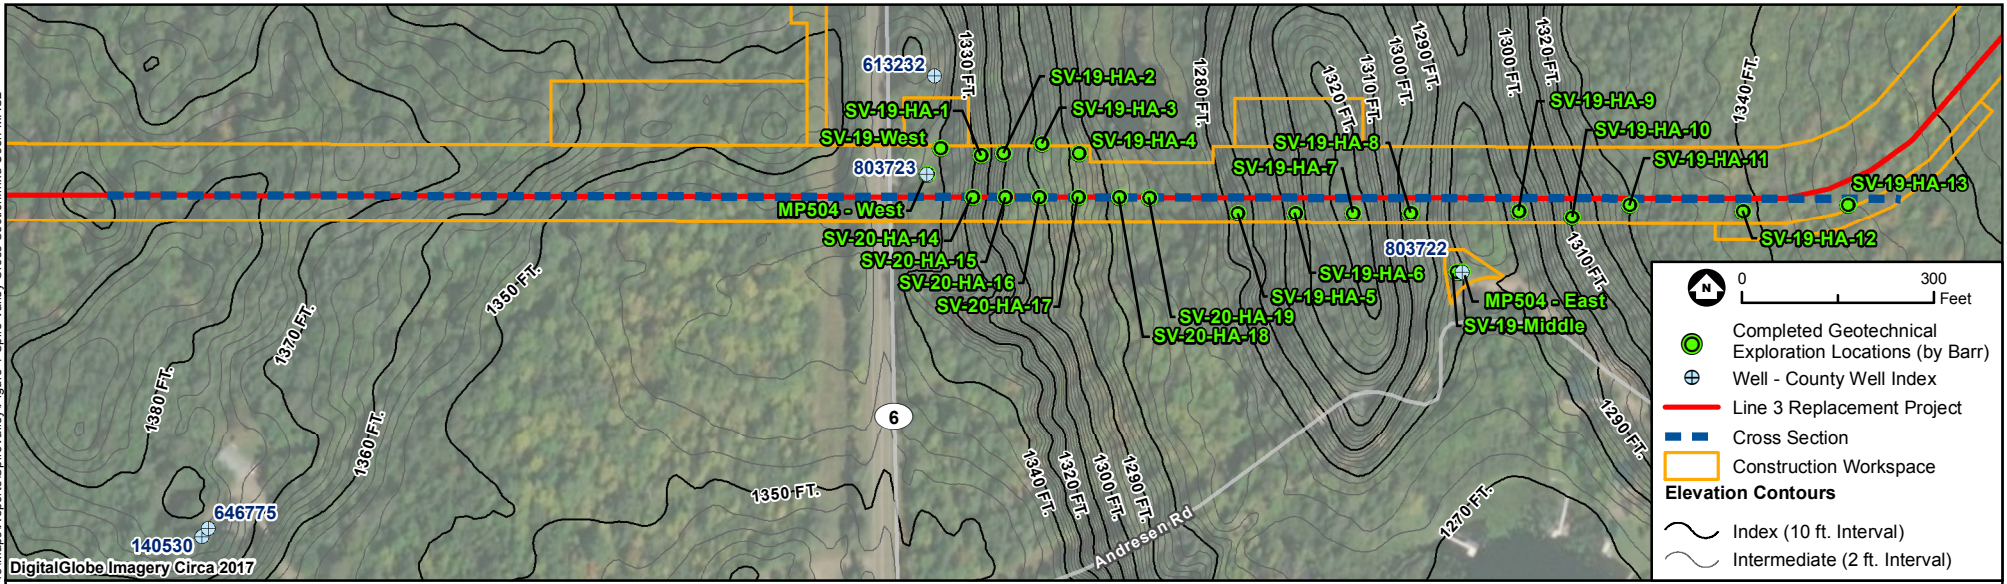 613232
1330 FT.
SV-19-HA-2
SV-19-HA-1
SV-19-HA-3
SV-19-West
SV-19-HA-4
803723
MP504 - West
SV-20-HA-14
SV-20-HA-15
SV-20-HA-16
SV-20-HA-17
SV-20-HA-19
SV-20-HA-18
1280 FT.
1320 FT.
1310 FT.
1300 FT.
1290 FT.
1300 FT.
1320 FT.
1340 FT.
SV-19-HA-8
SV-19-HA-7
SV-19-HA-9
SV-19-HA-10
SV-19-HA-11
SV-19-HA-13
SV-19-HA-12
803722
SV-19-HA-6
SV-19-HA-5
MP504 - East
SV-19-Middle
1310 FT.
1290 FT.
1270 FT.
1350 FT.
1370 FT.
1380 FT.
1360 FT.
1350 FT.
6
1340 FT.
1320 FT.
1300 FT.
1290 FT.
Andresen Rd
646775
140530
DigitalGlobe Imagery Circa 2017
N
0 300
Feet
Completed Geotechnical
Exploration Locations (by Barr)
Well - County Well Index
Line 3 Replacement Project
Cross Section
Construction Workspace
Elevation Contours
Index (10 ft. Interval)
Intermediate (2 ft. Interval)